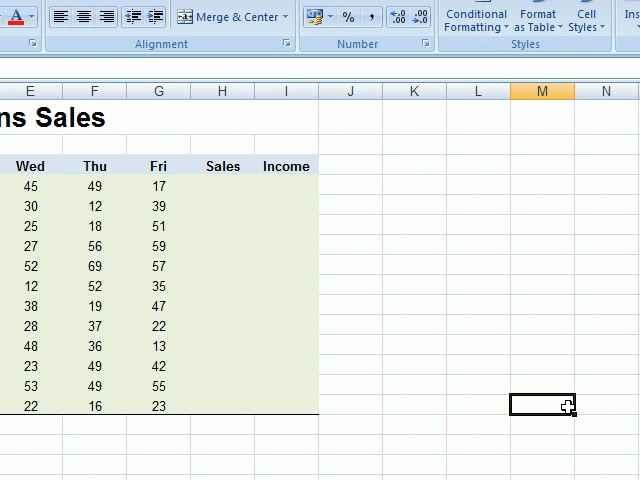 A Merge & Center % , .00 .0 Conditional Formatting Format as Table Cell Styles
Alignment Number Styles
E F G H I J K L M N
ns Sales
Wed Thu Fri Sales Income
45 49 17
30 12 39
25 18 51
27 56 59
52 69 57
12 52 35
38 19 47
28 37 22
48 36 13
23 49 42
53 49 55
22 16 23